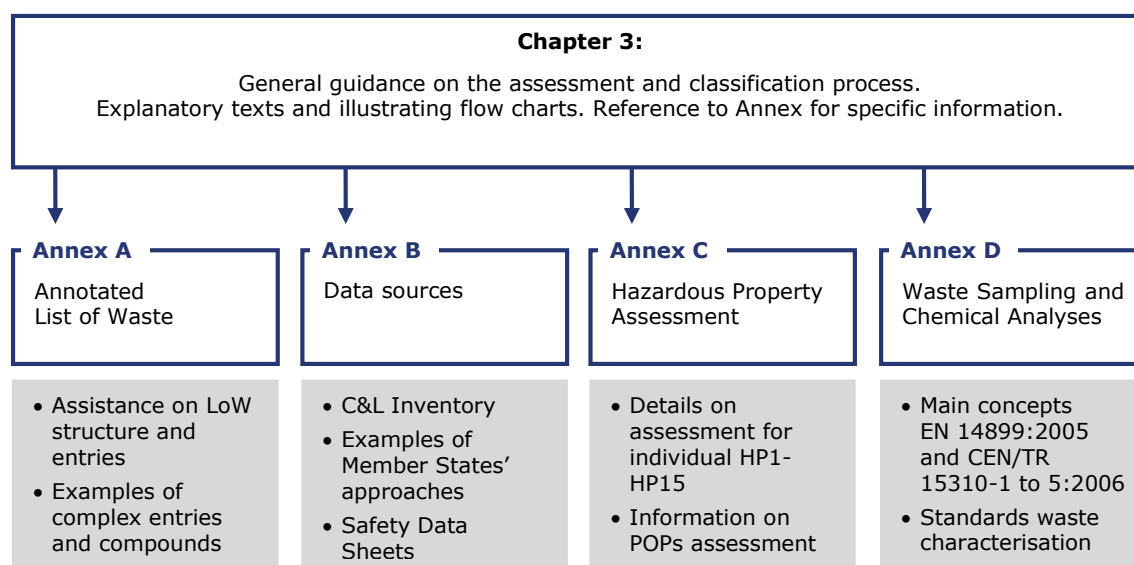 Chapter 3:
General guidance on the assessment and classification process.
Explanatory texts and illustrating flow charts. Reference to Annex for specific information.
Annex A
Annotated
List of Waste
• Assistance on LoW
structure and
entries
• Examples of
complex entries
and compounds
Annex B
Data sources
• C&L Inventory
• Examples of
Member States’
approaches
• Safety Data
Sheets
Annex C
Hazardous Property
Assessment
• Details on
assessment for
individual HP1-
HP15
• Information on
POPs assessment
Annex D
Waste Sampling and
Chemical Analyses
• Main concepts
EN 14899:2005
and CEN/TR
15310-1 to 5:2006
• Standards waste
characterisation